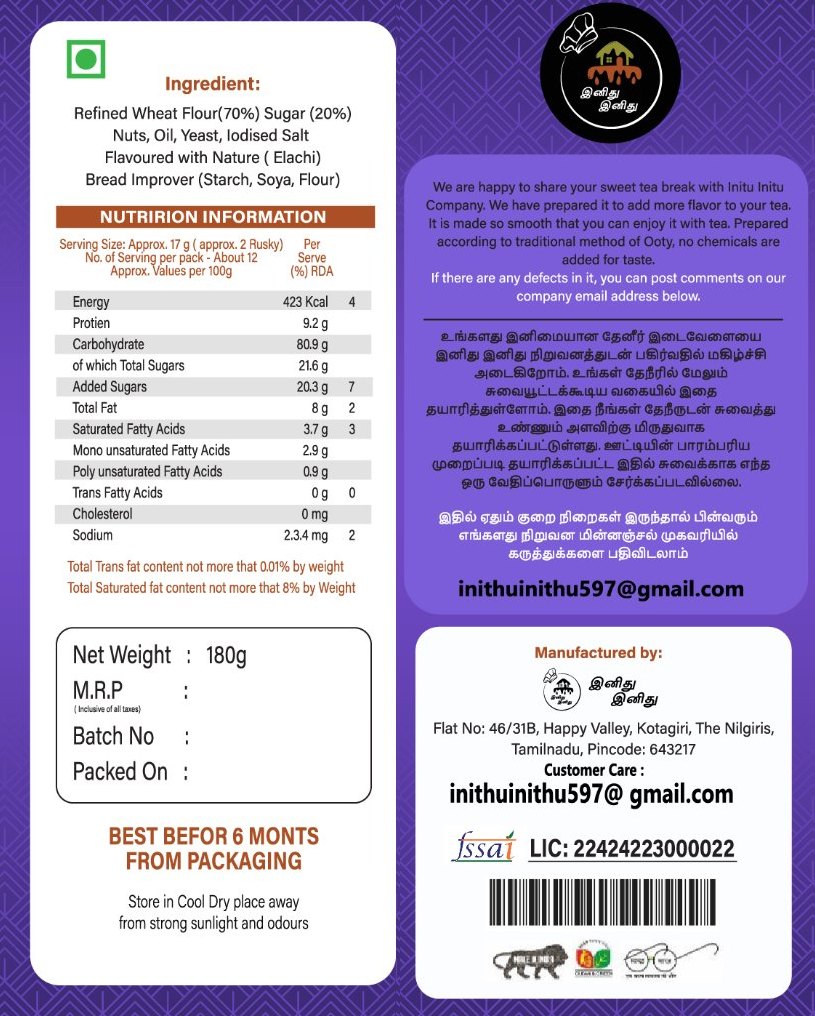 Ingredient:
Refined Wheat Flour(70%) Sugar (20%)
Nuts, Oil, Yeast, Iodised Salt
Flavoured with Nature ( Elachi)
Bread Improver (Starch, Soya, Flour)
NUTRIRION INFORMATION
Serving Size: Approx. 17 g ( approx. 2 Rusky) Per
No. of Serving per pack - About 12 Serve
Approx. Values per 100g (%) RDA
Energy 423 Kcal 4
Protien 9.2 g
Carbohydrate 80.9 g
of which Total Sugars 21.6 g
Added Sugars 20.3 g 7
Total Fat 8 g 2
Saturated Fatty Acids 3.7 g 3
Mono unsaturated Fatty Acids 2.9 g
Poly unsaturated Fatty Acids 0.9 g
Trans Fatty Acids 0 g 0
Cholesterol 0 mg
Sodium 2.3.4 mg 2
Total Trans fat content not more that 0.01% by weight
Total Saturated fat content not more that 8% by Weight
Net Weight : 180g
M.R.P :
( Inclusive of all taxes)
Batch No :
Packed On :
BEST BEFOR 6 MONTS
FROM PACKAGING
Store in Cool Dry place away
from strong sunlight and odours
இனிது
இனிது
We are happy to share your sweet tea break with Initu Initu
Company. We have prepared it to add more flavor to your tea.
It is made so smooth that you can enjoy it with tea. Prepared
according to traditional method of Ooty, no chemicals are
added for taste.
If there are any defects in it, you can post comments on our
company email address below.
உங்களது இனிமையான தேனீர் இடைவேளையை
இனிது இனிது நிறுவனத்துடன் பகிர்வதில் மகிழ்ச்சி
அடைகிறோம். உங்கள் தேநீரில் மேலும்
சுவையூட்டக்கூடிய வகையில் இதை
தயாரித்துள்ளோம். இதை நீங்கள் தேநீருடன் சுவைத்து
உண்ணும் அளவிற்கு மிருதுவாக
தயாரிக்கப்பட்டுள்ளது. ஊட்டியின் பாரம்பரிய
முறைப்படி தயாரிக்கப்பட்ட இதில் சுவைக்காக எந்த
ஒரு வேதிப்பொருளும் சேர்க்கப்படவில்லை.
இதில் ஏதும் குறை நிறைகள் இருந்தால் பின்வரும்
எங்களது நிறுவன மின்னஞ்சல் முகவரியில்
கருத்துக்களை பதிவிடலாம்
inithuinithu597@gmail.com
Manufactured by:
இனிது
இனிது
இனிது
இனிது
Flat No: 46/31B, Happy Valley, Kotagiri, The Nilgiris,
Tamilnadu, Pincode: 643217
Customer Care :
inithuinithu597@ gmail.com
fssai LIC: 22424223000022
MADE IN INDIA
CLEAN & GREEN